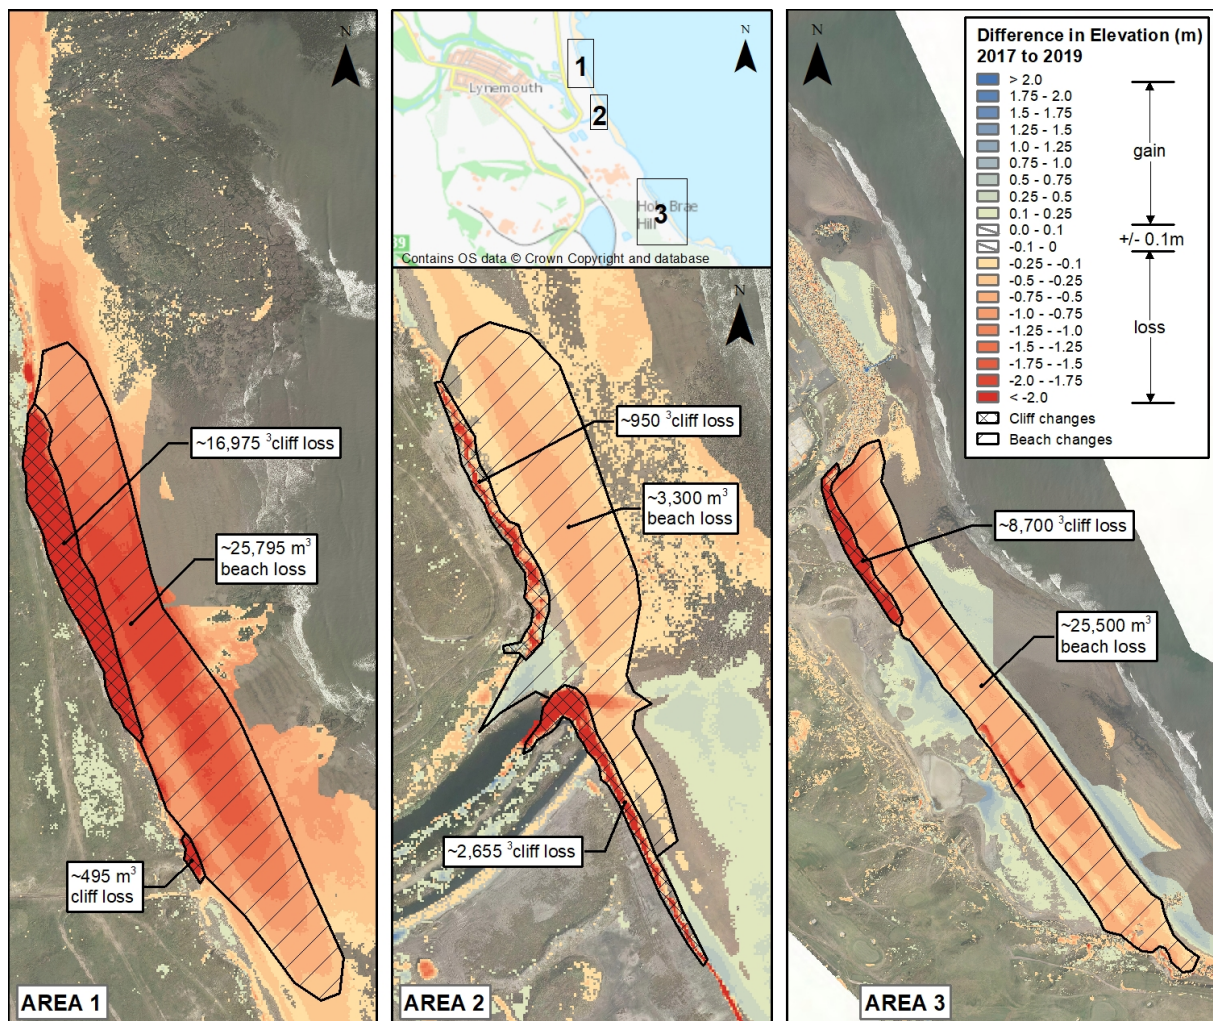 N
~16,975 ³cliff loss
~25,795 m³
beach loss
~495 m³
cliff loss
AREA 1
N
1
2
3
Lynemouth
Hill
Contains OS data © Crown Copyright and database
N
~950 ³cliff loss
~3,300 m³
beach loss
~2,655 ³cliff loss
AREA 2
N
~8,700 ³cliff loss
~25,500 m³
beach loss
AREA 3
Difference in Elevation (m)
2017 to 2019
> 2.0
1.75 - 2.0
1.5 - 1.75
1.25 - 1.5
1.0 - 1.25
0.75 - 1.0
0.5 - 0.75
0.25 - 0.5
0.1 - 0.25
0.0 - 0.1
-0.1 - 0
-0.25 - -0.1
-0.5 - -0.25
-0.75 - -0.5
-1.0 - -0.75
-1.25 - -1.0
-1.5 - -1.25
-1.75 - -1.5
-2.0 - -1.75
< -2.0
Cliff changes
Beach changes
gain
+/- 0.1m
loss